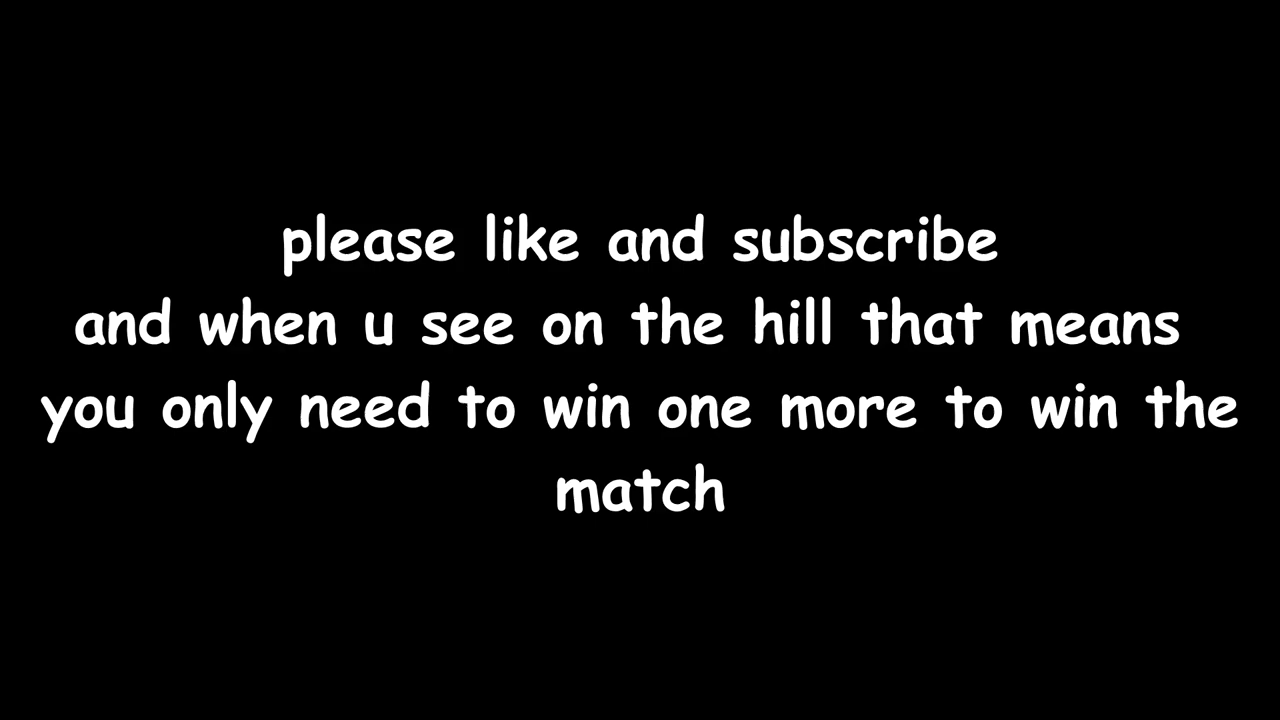 please like and subscribe
and when u see on the hill that means
you only need to win one more to win the
match